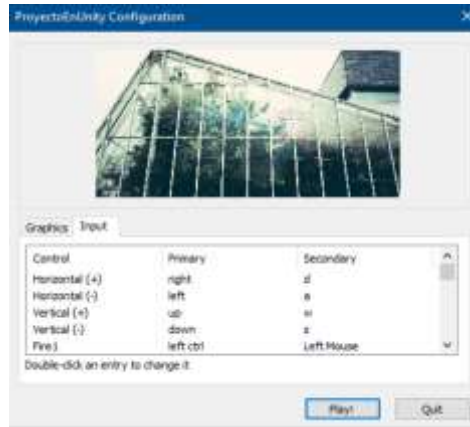 ProyectoEnUnity Configuration
Graphics Input
Control Primary Secondary
Horizontal (+) right d
Horizontal (-) left a
Vertical (+) up w
Vertical (-) down s
Fire1 left ctrl Left Mouse
Double-click an entry to change it
Play! Quit